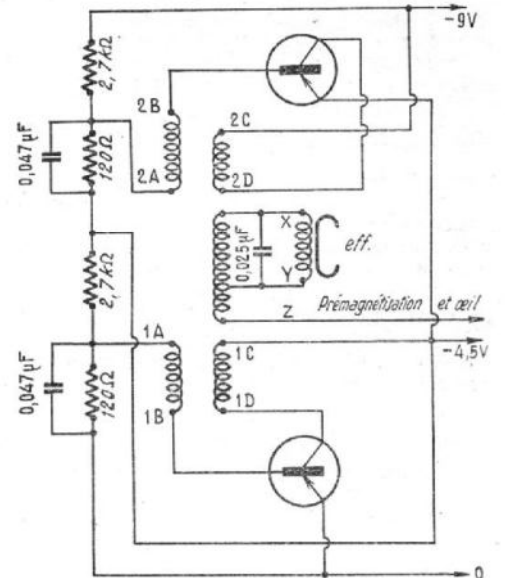 -9V
2,7kΩ
2B
2C
0,047µF
120Ω
2A
2D
X
0,025µF
eff.
Y
2,7kΩ
Z
Prémagnétisation et œil
1A
1C
-4,5V
0,047µF
120Ω
1B
1D
0